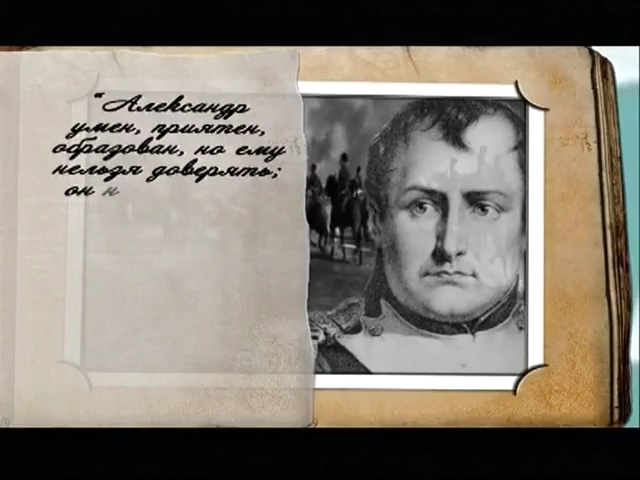 “Александр
умен, приятен,
образован, но ему
нельзя доверять;
он н